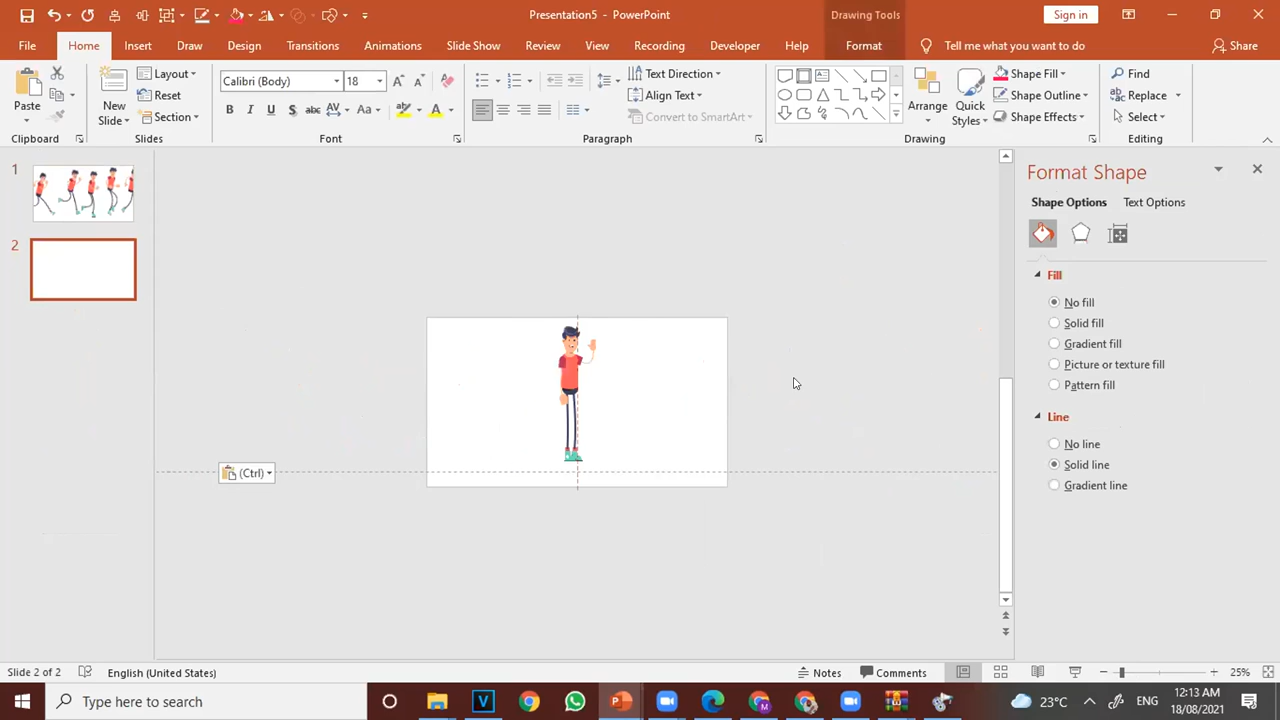 Presentation5 - PowerPoint
Drawing Tools
Sign in
File
Home
Insert
Draw
Design
Transitions
Animations
Slide Show
Review
View
Recording
Developer
Help
Format
Tell me what you want to do
Share
Paste
New
Slide
Layout
Reset
Section
Calibri (Body)
18
B I U S abc AV Aa A
Text Direction
Align Text
Convert to SmartArt
Arrange
Quick
Styles
Shape Fill
Shape Outline
Shape Effects
Find
Replace
Select
Clipboard
Slides
Font
Paragraph
Drawing
Editing
1
2
(Ctrl)
Format Shape
Shape Options
Text Options
Fill
No fill
Solid fill
Gradient fill
Picture or texture fill
Pattern fill
Line
No line
Solid line
Gradient line
Slide 2 of 2
English (United States)
Notes
Comments
25%
Type here to search
23°C
ENG
12:13 AM
18/08/2021